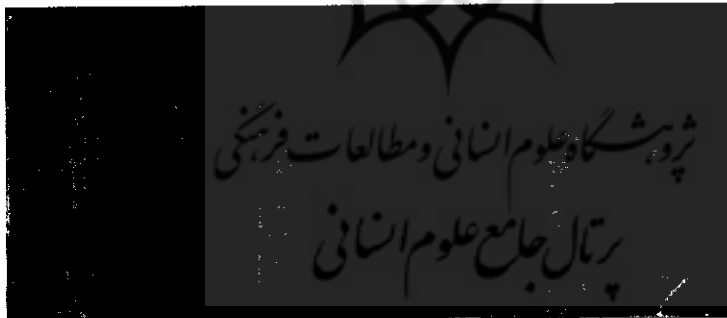 پژوهشگاه علوم انسانی و مطالعات فرهنگی
پرتال جامع علوم انسانی